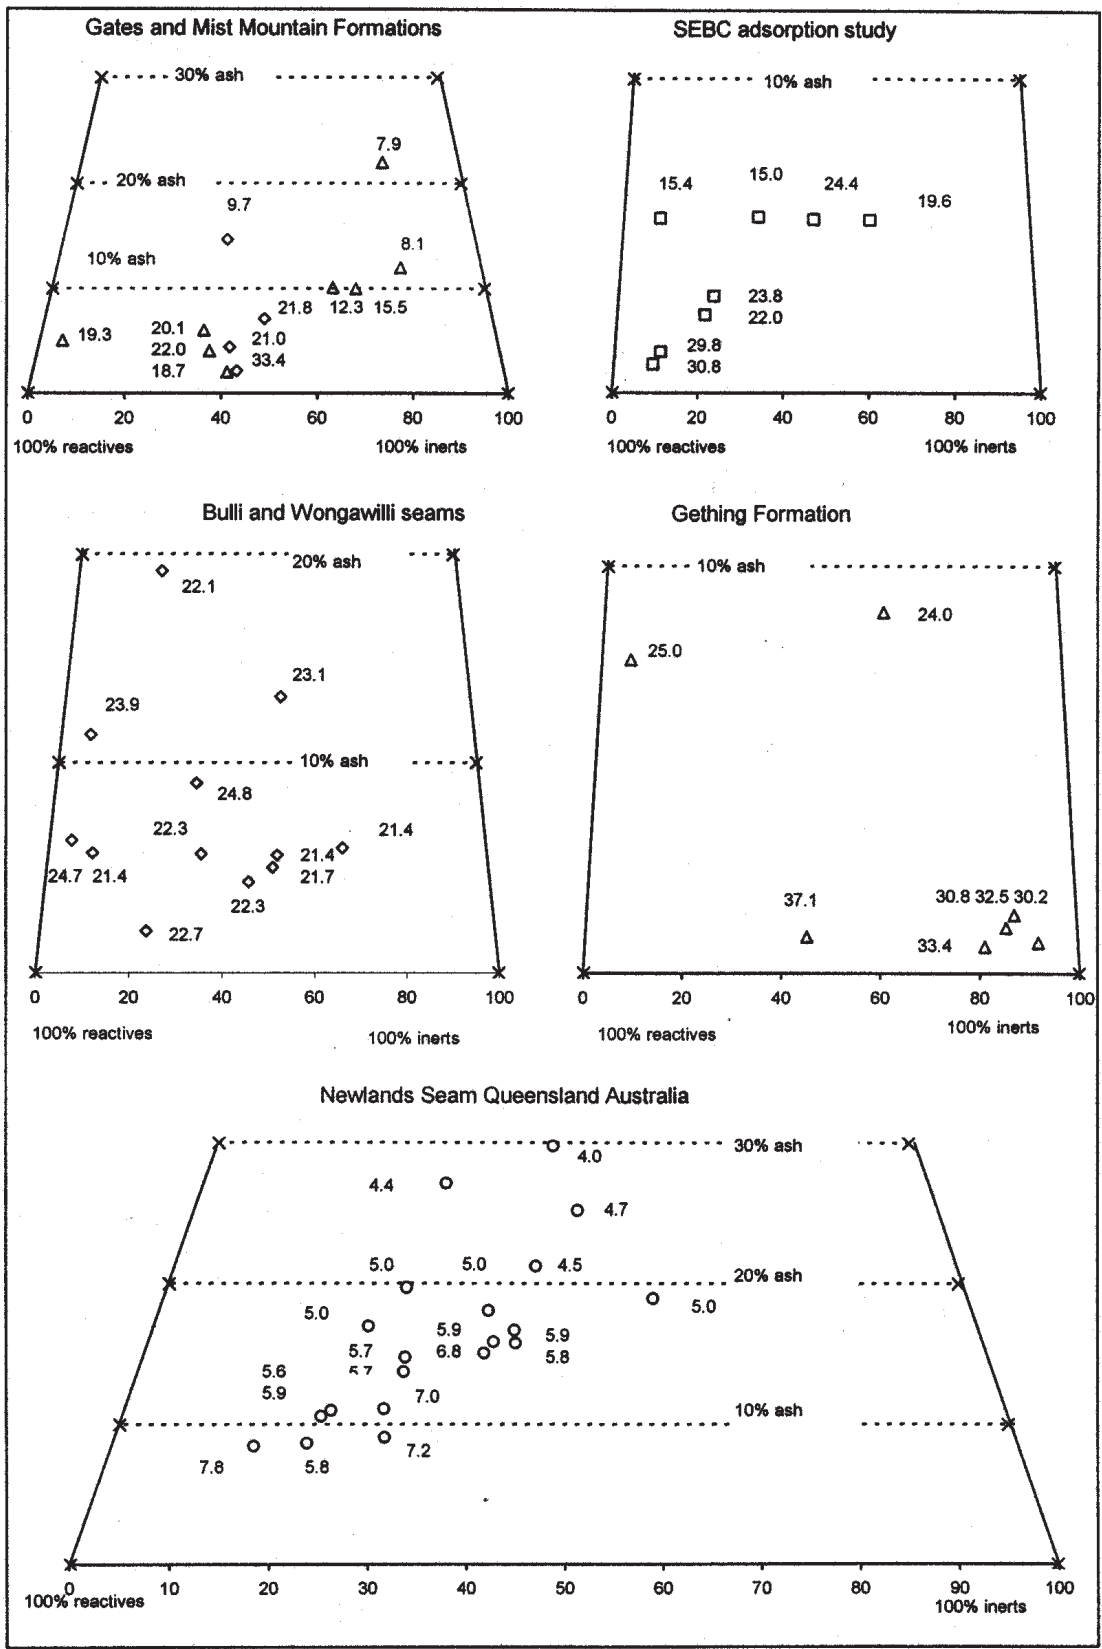 Gates and Mist Mountain Formations
30% ash
7.9
20% ash
9.7
8.1
10% ash
21.8 12.3 15.5
19.3
20.1
21.0
22.0
33.4
18.7
0 20 40 60 80 100
100% reactives 100% inerts
SEBC adsorption study
10% ash
15.0
15.4 24.4
19.6
23.8
22.0
29.8
30.8
0 20 40 60 80 100
100% reactives 100% inerts
Bulli and Wongawilli seams
20% ash
22.1
23.1
23.9
10% ash
24.8
22.3 21.4
21.4
24.7 21.4 21.7
22.3
22.7
0 20 40 60 80 100
100% reactives 100% inerts
Gething Formation
10% ash
24.0
25.0
37.1 30.8 32.5 30.2
33.4
0 20 40 60 80 100
100% reactives 100% inerts
Newlands Seam Queensland Australia
30% ash
4.0
4.4
4.7
5.0 5.0 4.5
20% ash
5.0
5.0
5.9 5.9
5.7 6.8 5.8
5.6 5.7
5.9 7.0
10% ash
7.2
7.8 5.8
0 10 20 30 40 50 60 70 80 90 100
100% reactives 100% inerts